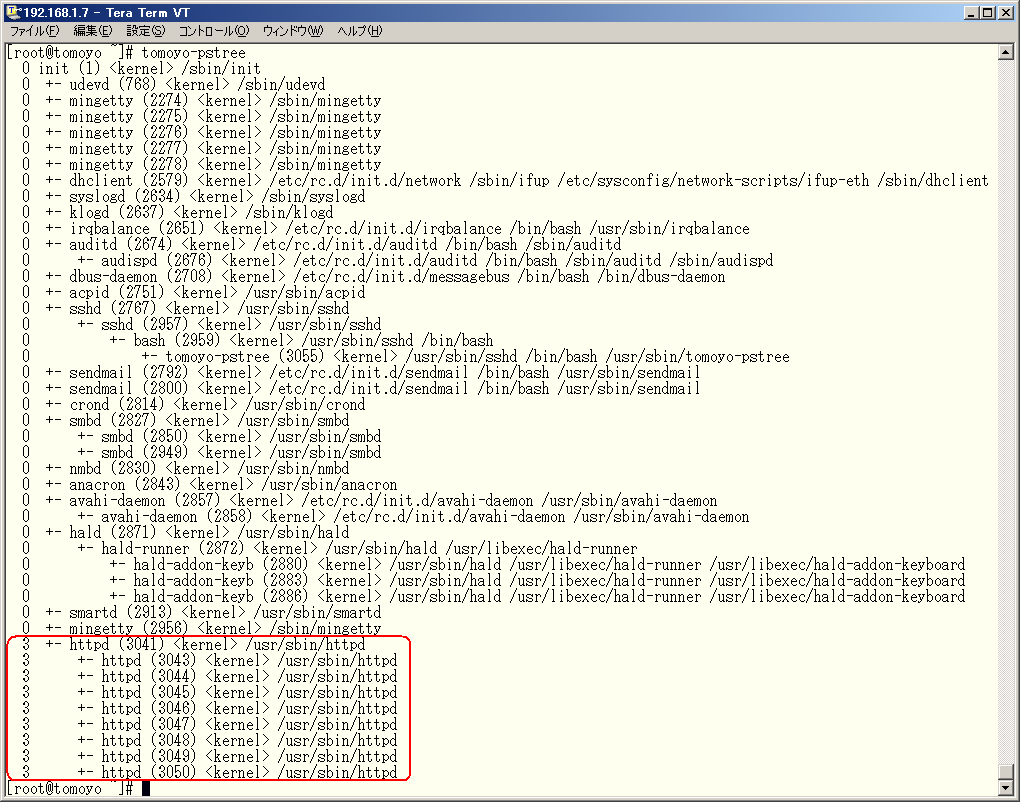 192.168.1.7 - Tera Term VT
ファイル(F) 編集(E) 設定(S) コントロール(O) ウィンドウ(W) ヘルプ(H)
[root@tomoyo ~]# tomoyo-pstree
0 init (1) <kernel> /sbin/init
0 +- udevd (768) <kernel> /sbin/udevd
0 +- mingetty (2274) <kernel> /sbin/mingetty
0 +- mingetty (2275) <kernel> /sbin/mingetty
0 +- mingetty (2276) <kernel> /sbin/mingetty
0 +- mingetty (2277) <kernel> /sbin/mingetty
0 +- mingetty (2278) <kernel> /sbin/mingetty
0 +- dhclient (2579) <kernel> /etc/rc.d/init.d/network /sbin/ifup /etc/sysconfig/network-scripts/ifup-eth /sbin/dhclient
0 +- syslogd (2634) <kernel> /sbin/syslogd
0 +- klogd (2637) <kernel> /sbin/klogd
0 +- irqbalance (2651) <kernel> /etc/rc.d/init.d/irqbalance /bin/bash /usr/sbin/irqbalance
0 +- auditd (2674) <kernel> /etc/rc.d/init.d/auditd /bin/bash /sbin/auditd
0 +- audispd (2676) <kernel> /etc/rc.d/init.d/auditd /bin/bash /sbin/auditd /sbin/audispd
0 +- dbus-daemon (2708) <kernel> /etc/rc.d/init.d/messagebus /bin/bash /bin/dbus-daemon
0 +- acpid (2751) <kernel> /usr/sbin/acpid
0 +- sshd (2767) <kernel> /usr/sbin/sshd
0 +- sshd (2957) <kernel> /usr/sbin/sshd
0 +- bash (2959) <kernel> /usr/sbin/sshd /bin/bash
0 +- tomoyo-pstree (3055) <kernel> /usr/sbin/sshd /bin/bash /usr/sbin/tomoyo-pstree
0 +- sendmail (2792) <kernel> /etc/rc.d/init.d/sendmail /bin/bash /usr/sbin/sendmail
0 +- sendmail (2800) <kernel> /etc/rc.d/init.d/sendmail /bin/bash /usr/sbin/sendmail
0 +- crond (2814) <kernel> /usr/sbin/crond
0 +- smbd (2827) <kernel> /usr/sbin/smbd
0 +- smbd (2850) <kernel> /usr/sbin/smbd
0 +- smbd (2949) <kernel> /usr/sbin/smbd
0 +- nmbd (2830) <kernel> /usr/sbin/nmbd
0 +- anacron (2843) <kernel> /usr/sbin/anacron
0 +- avahi-daemon (2857) <kernel> /etc/rc.d/init.d/avahi-daemon /usr/sbin/avahi-daemon
0 +- avahi-daemon (2858) <kernel> /etc/rc.d/init.d/avahi-daemon /usr/sbin/avahi-daemon
0 +- hald (2871) <kernel> /usr/sbin/hald
0 +- hald-runner (2872) <kernel> /usr/sbin/hald /usr/libexec/hald-runner
0 +- hald-addon-keyb (2880) <kernel> /usr/sbin/hald /usr/libexec/hald-runner /usr/libexec/hald-addon-keyboard
0 +- hald-addon-keyb (2883) <kernel> /usr/sbin/hald /usr/libexec/hald-runner /usr/libexec/hald-addon-keyboard
0 +- hald-addon-keyb (2886) <kernel> /usr/sbin/hald /usr/libexec/hald-runner /usr/libexec/hald-addon-keyboard
0 +- smartd (2913) <kernel> /usr/sbin/smartd
0 +- mingetty (2956) <kernel> /sbin/mingetty
3 +- httpd (3041) <kernel> /usr/sbin/httpd
3 +- httpd (3043) <kernel> /usr/sbin/httpd
3 +- httpd (3044) <kernel> /usr/sbin/httpd
3 +- httpd (3045) <kernel> /usr/sbin/httpd
3 +- httpd (3046) <kernel> /usr/sbin/httpd
3 +- httpd (3047) <kernel> /usr/sbin/httpd
3 +- httpd (3048) <kernel> /usr/sbin/httpd
3 +- httpd (3049) <kernel> /usr/sbin/httpd
3 +- httpd (3050) <kernel> /usr/sbin/httpd
[root@tomoyo ~]#